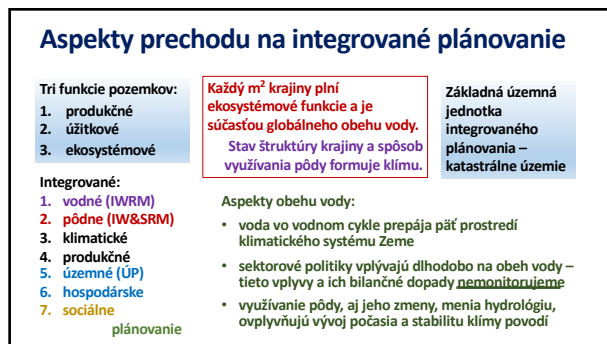 Aspekty prechodu na integrované plánovanie
Tri funkcie pozemkov:
1. produkčné
2. úžitkové
3. ekosystémové
Každý m² krajiny plní
ekosystémové funkcie a je
súčasťou globálneho obehu vody.
Stav štruktúry krajiny a spôsob
využívania pôdy formuje klímu.
Základná územná
jednotka
integrovaného
plánovania –
katastrálne územie
Integrované:
1. vodné (IWRM)
2. pôdne (IW&SRM)
3. klimatické
4. produkčné
5. územné (ÚP)
6. hospodárske
7. sociálne
plánovanie
Aspekty obehu vody:
• voda vo vodnom cykle prepája päť prostredí
klimatického systému Zeme
• sektorové politiky vplývajú dlhodobo na obeh vody –
tieto vplyvy a ich bilančné dopady nemonitorujeme
• využívanie pôdy, aj jeho zmeny, menia hydrológiu,
ovplyvňujú vývoj počasia a stabilitu klímy povodí